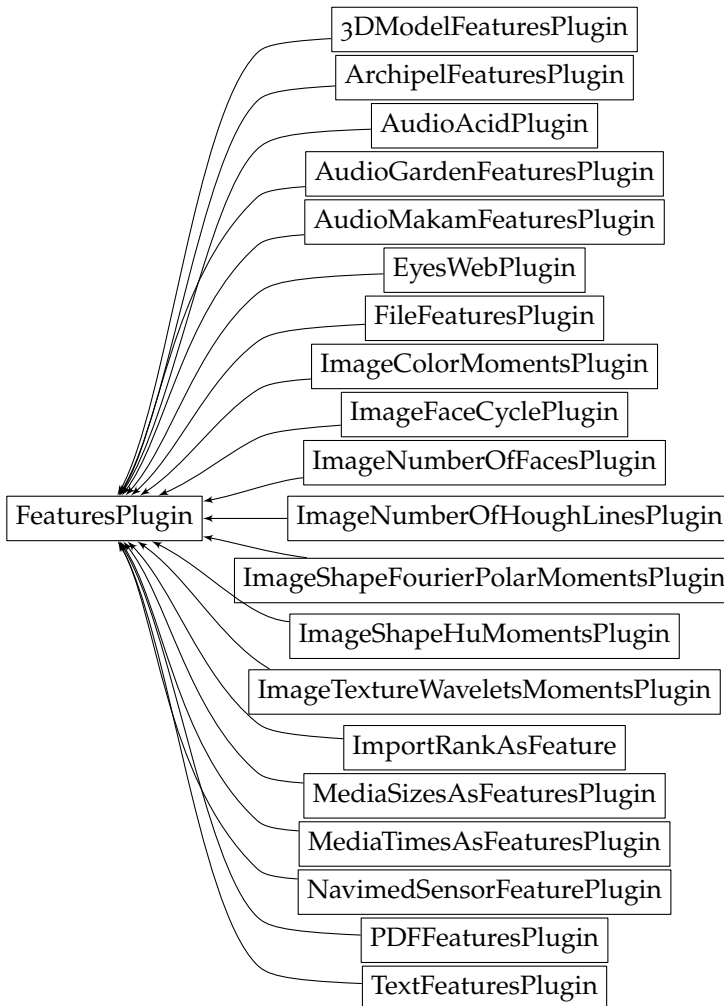 3DModelFeaturesPlugin
ArchipelFeaturesPlugin
AudioAcidPlugin
AudioGardenFeaturesPlugin
AudioMakamFeaturesPlugin
EyesWebPlugin
FileFeaturesPlugin
ImageColorMomentsPlugin
ImageFaceCyclePlugin
ImageNumberOfFacesPlugin
FeaturesPlugin
ImageNumberOfHoughLinesPlugin
ImageShapeFourierPolarMomentsPlugin
ImageShapeHuMomentsPlugin
ImageTextureWaveletsMomentsPlugin
ImportRankAsFeature
MediaSizesAsFeaturesPlugin
MediaTimesAsFeaturesPlugin
NavimedSensorFeaturePlugin
PDFFeaturesPlugin
TextFeaturesPlugin